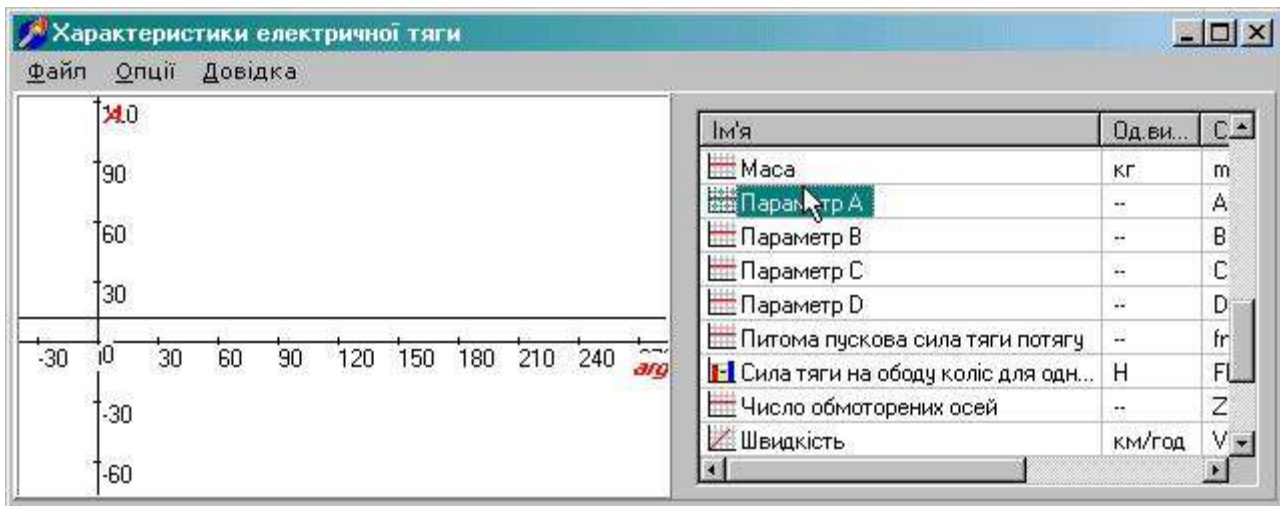 Характеристики електричної тяги
Файл Опції Довідка
A
90
60
30
-30 0 30 60 90 120 150 180 210 240
arg
-30
-60
Ім'я Од.ви... С
Маса кг m
Параметр A -- A
Параметр B -- B
Параметр C -- C
Параметр D -- D
Питома пускова сила тяги потягу -- fr
Сила тяги на ободу коліс для одн... Н
Число обмоторених осей -- Z
Швидкість км/год V